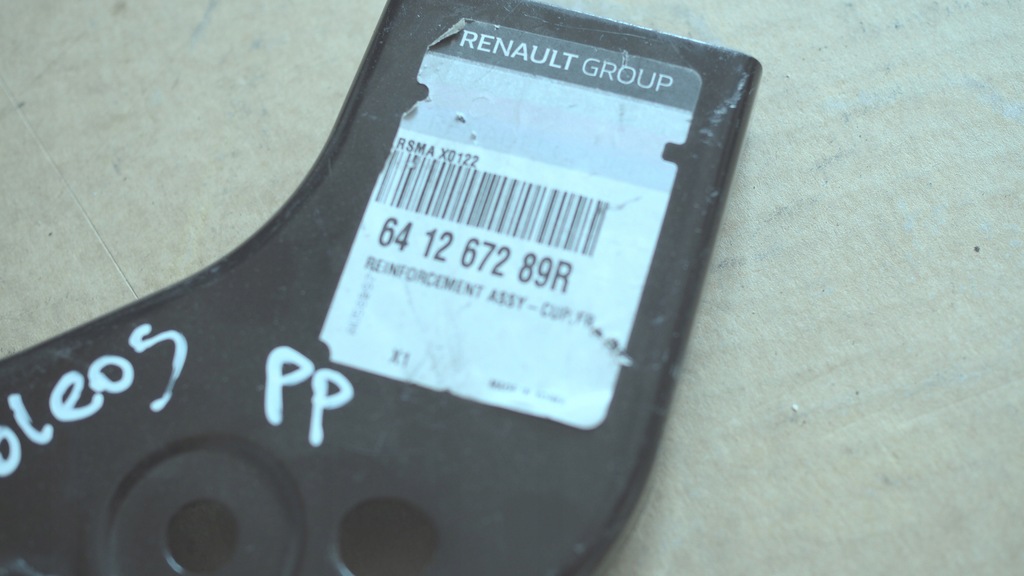 RENAULT GROUP
RSMA X0122
64 12 672 89R
REINFORCEMENT ASSY-CUP,FR
X1
oleos
PP